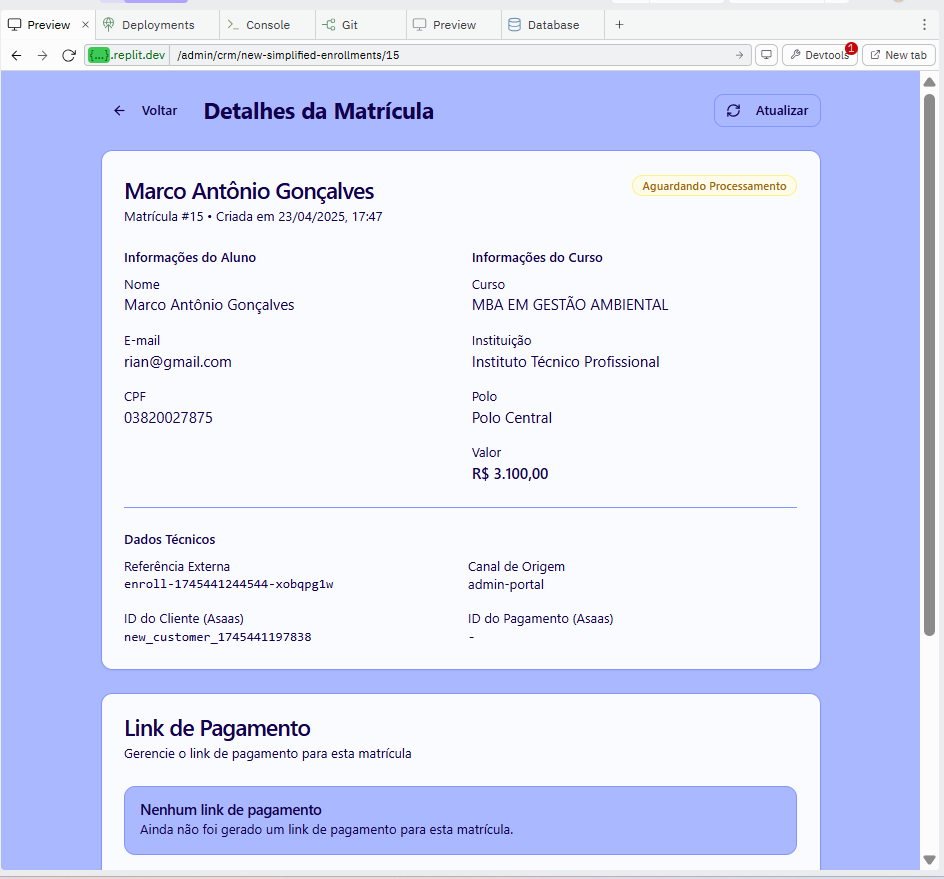 Preview
Deployments
Console
Git
Preview
Database
{...}.replit.dev /admin/crm/new-simplified-enrollments/15
Devtools 1
New tab
Voltar
Detalhes da Matrícula
Atualizar
Marco Antônio Gonçalves
Aguardando Processamento
Matrícula #15 • Criada em 23/04/2025, 17:47
Informações do Aluno
Nome
Marco Antônio Gonçalves
E-mail
rian@gmail.com
CPF
03820027875
Informações do Curso
Curso
MBA EM GESTÃO AMBIENTAL
Instituição
Instituto Técnico Profissional
Polo
Polo Central
Valor
R$ 3.100,00
Dados Técnicos
Referência Externa
enroll-1745441244544-xobqpg1w
Canal de Origem
admin-portal
ID do Cliente (Asaas)
new_customer_1745441197838
ID do Pagamento (Asaas)
-
Link de Pagamento
Gerencie o link de pagamento para esta matrícula
Nenhum link de pagamento
Ainda não foi gerado um link de pagamento para esta matrícula.